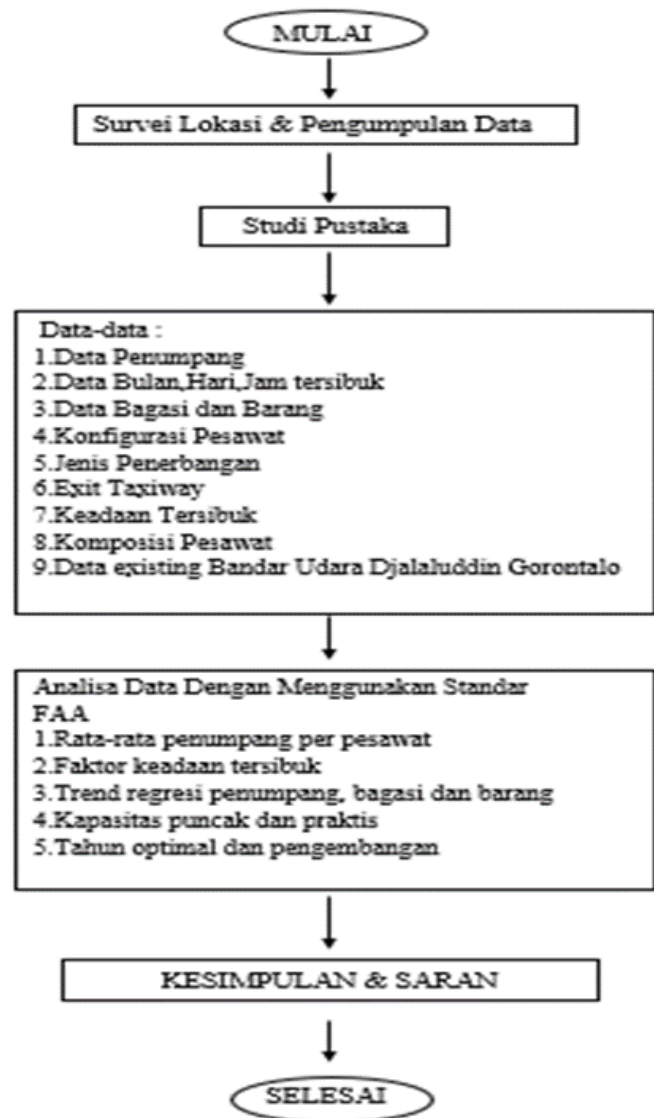 MULAI
Survei Lokasi & Pengumpulan Data
Studi Pustaka
Data-data :
1.Data Penumpang
2.Data Bulan,Hari,Jam tersibuk
3.Data Bagasi dan Barang
4.Konfigurasi Pesawat
5.Jenis Penerbangan
6.Exit Taxiway
7.Keadaan Tersibuk
8.Komposisi Pesawat
9.Data existing Bandar Udara Djalaluddin Gorontalo
Analisa Data Dengan Menggunakan Standar
FAA
1.Rata-rata penumpang per pesawat
2.Faktor keadaan tersibuk
3.Trend regresi penumpang, bagasi dan barang
4.Kapasitas puncak dan praktis
5.Tahun optimal dan pengembangan
KESIMPULAN & SARAN
SELESAI